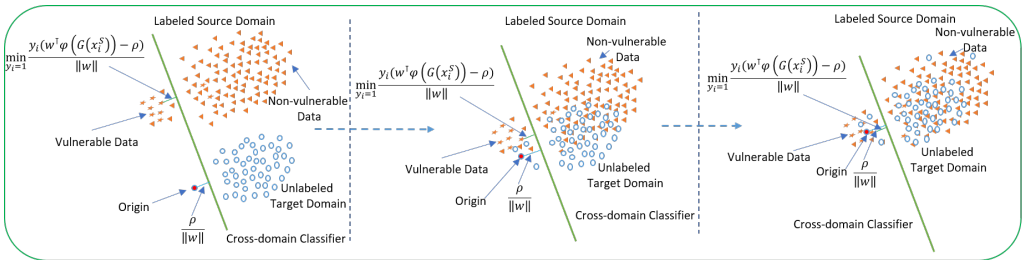 Labeled Source Domain
min y_i=1 y_i(w^⊺φ(G(x_i^S))−ρ) / ‖w‖
Non-vulnerable
Data
Vulnerable Data
Unlabeled
Target Domain
Origin
ρ / ‖w‖
Cross-domain Classifier
Labeled Source Domain
Non-vulnerable
Data
min y_i=1 y_i(w^⊺φ(G(x_i^S))−ρ) / ‖w‖
Vulnerable Data
Unlabeled
Target Domain
Origin
ρ / ‖w‖
Cross-domain Classifier
Labeled Source Domain
Non-vulnerable
Data
min y_i=1 y_i(w^⊺φ(G(x_i^S))−ρ) / ‖w‖
Vulnerable Data
Unlabeled
Target Domain
Origin
ρ / ‖w‖
Cross-domain Classifier